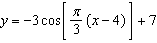 y = −3 cos[π/3 (x − 4)] + 7